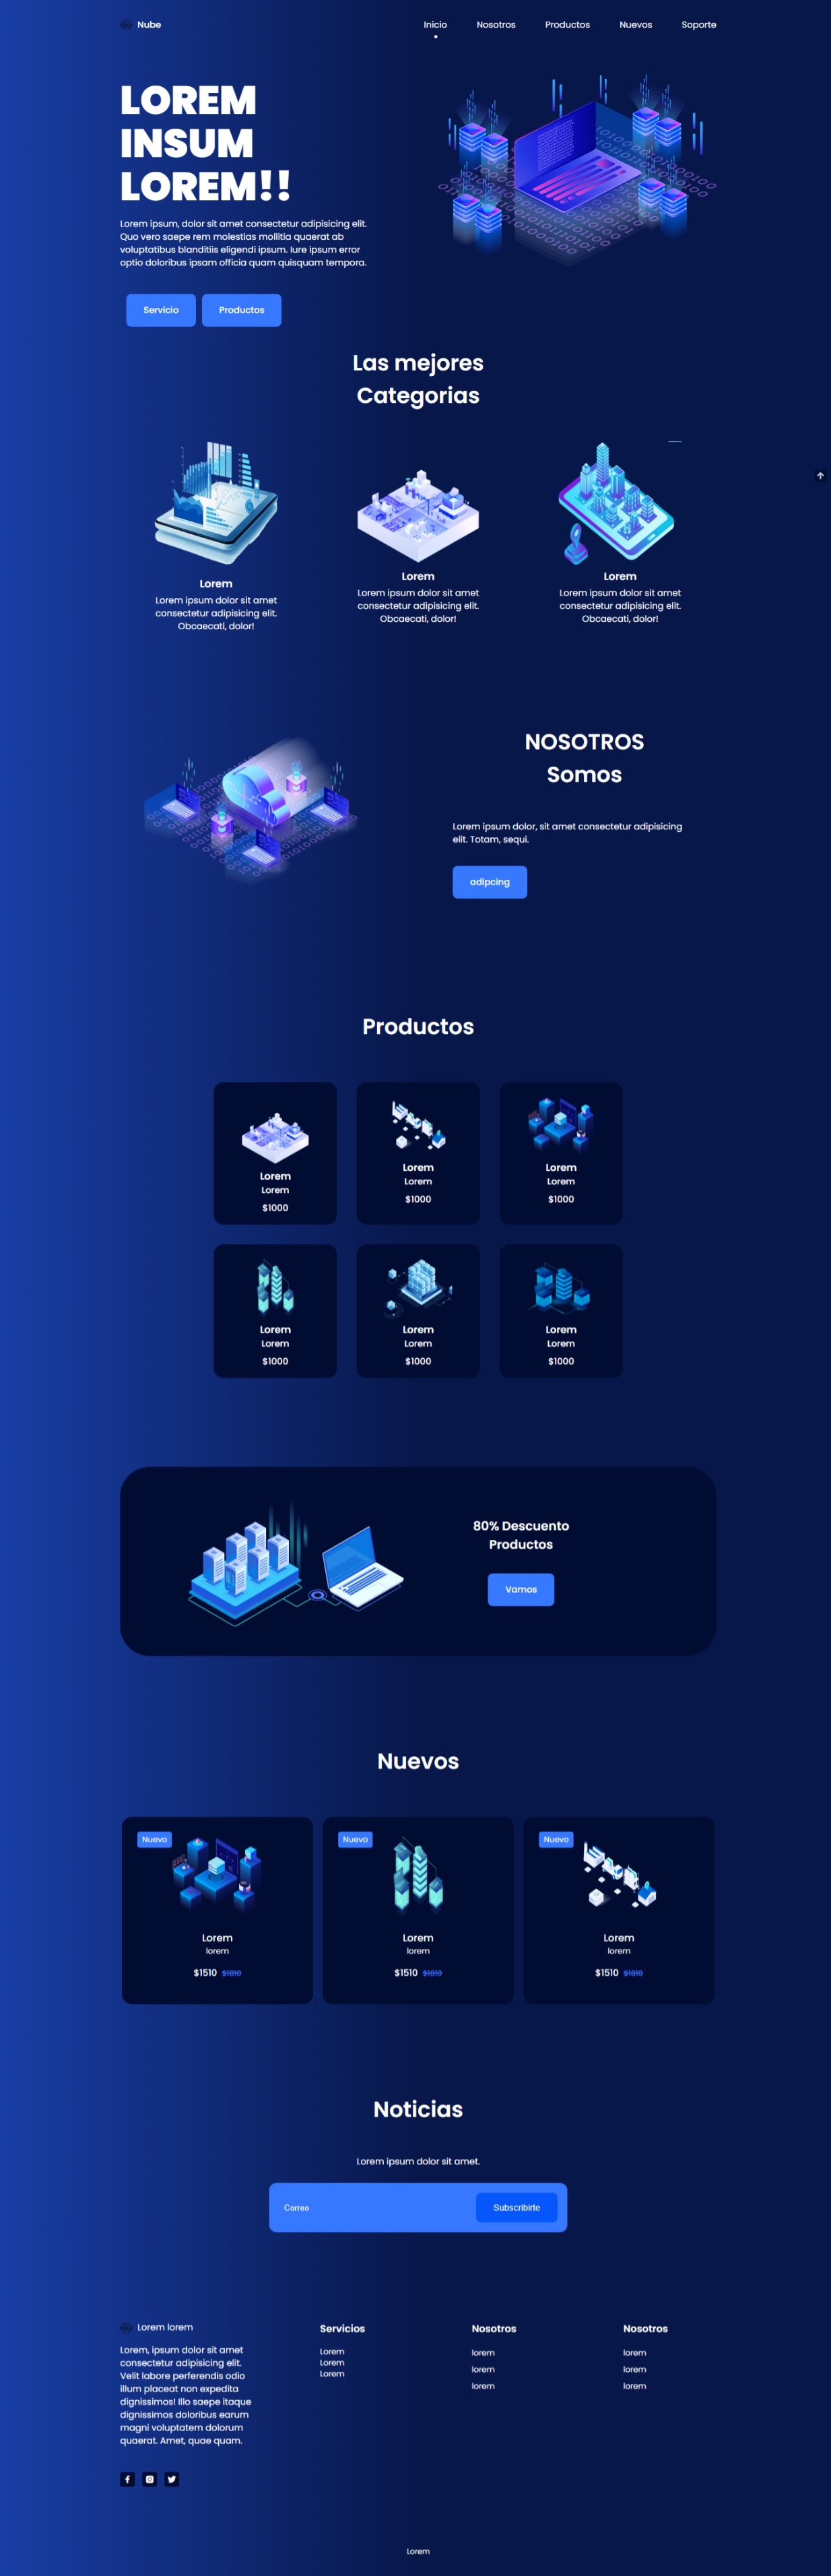 Nube
Inicio
Nosotros
Productos
Nuevos
Soporte
LOREM
INSUM
LOREM!!
Lorem ipsum, dolor sit amet consectetur adipisicing elit.
Quo vero saepe rem molestias mollitia quaerat ab
voluptatibus blanditiis eligendi ipsum. Iure ipsum error
optio doloribus ipsam officia quam quisquam tempora.
Servicio
Productos
Las mejores
Categorias
Lorem
Lorem ipsum dolor sit amet
consectetur adipisicing elit.
Obcaecati, dolor!
Lorem
Lorem ipsum dolor sit amet
consectetur adipisicing elit.
Obcaecati, dolor!
Lorem
Lorem ipsum dolor sit amet
consectetur adipisicing elit.
Obcaecati, dolor!
NOSOTROS
Somos
Lorem ipsum dolor, sit amet consectetur adipisicing
elit. Totam, sequi.
adipcing
Productos
Lorem
Lorem
$1000
Lorem
Lorem
$1000
Lorem
Lorem
$1000
Lorem
Lorem
$1000
Lorem
Lorem
$1000
Lorem
Lorem
$1000
80% Descuento
Productos
Vamos
Nuevos
Nuevo
Lorem
lorem
$1510 $1810
Nuevo
Lorem
lorem
$1510 $1810
Nuevo
Lorem
lorem
$1510 $1810
Noticias
Lorem ipsum dolor sit amet.
Correo
Subscribirte
Lorem lorem
Lorem, ipsum dolor sit amet
consectetur adipisicing elit.
Velit labore perferendis odio
illum placeat non expedita
dignissimos! Illo saepe itaque
dignissimos doloribus earum
magni voluptatem dolorum
quaerat. Amet, quae quam.
Servicios
Lorem
Lorem
Lorem
Nosotros
lorem
lorem
lorem
Nosotros
lorem
lorem
lorem
Lorem